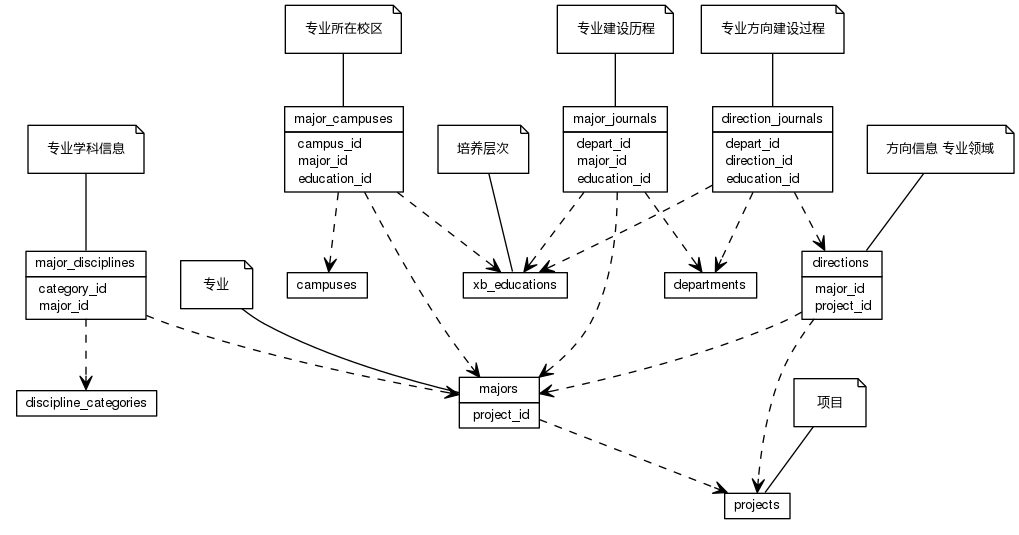 专业所在校区
专业建设历程
专业方向建设过程
major_campuses
campus_id
major_id
education_id
major_journals
depart_id
major_id
education_id
direction_journals
depart_id
direction_id
education_id
专业学科信息
培养层次
方向信息 专业领域
major_disciplines
category_id
major_id
专业
campuses
xb_educations
departments
directions
major_id
project_id
discipline_categories
majors
project_id
项目
projects